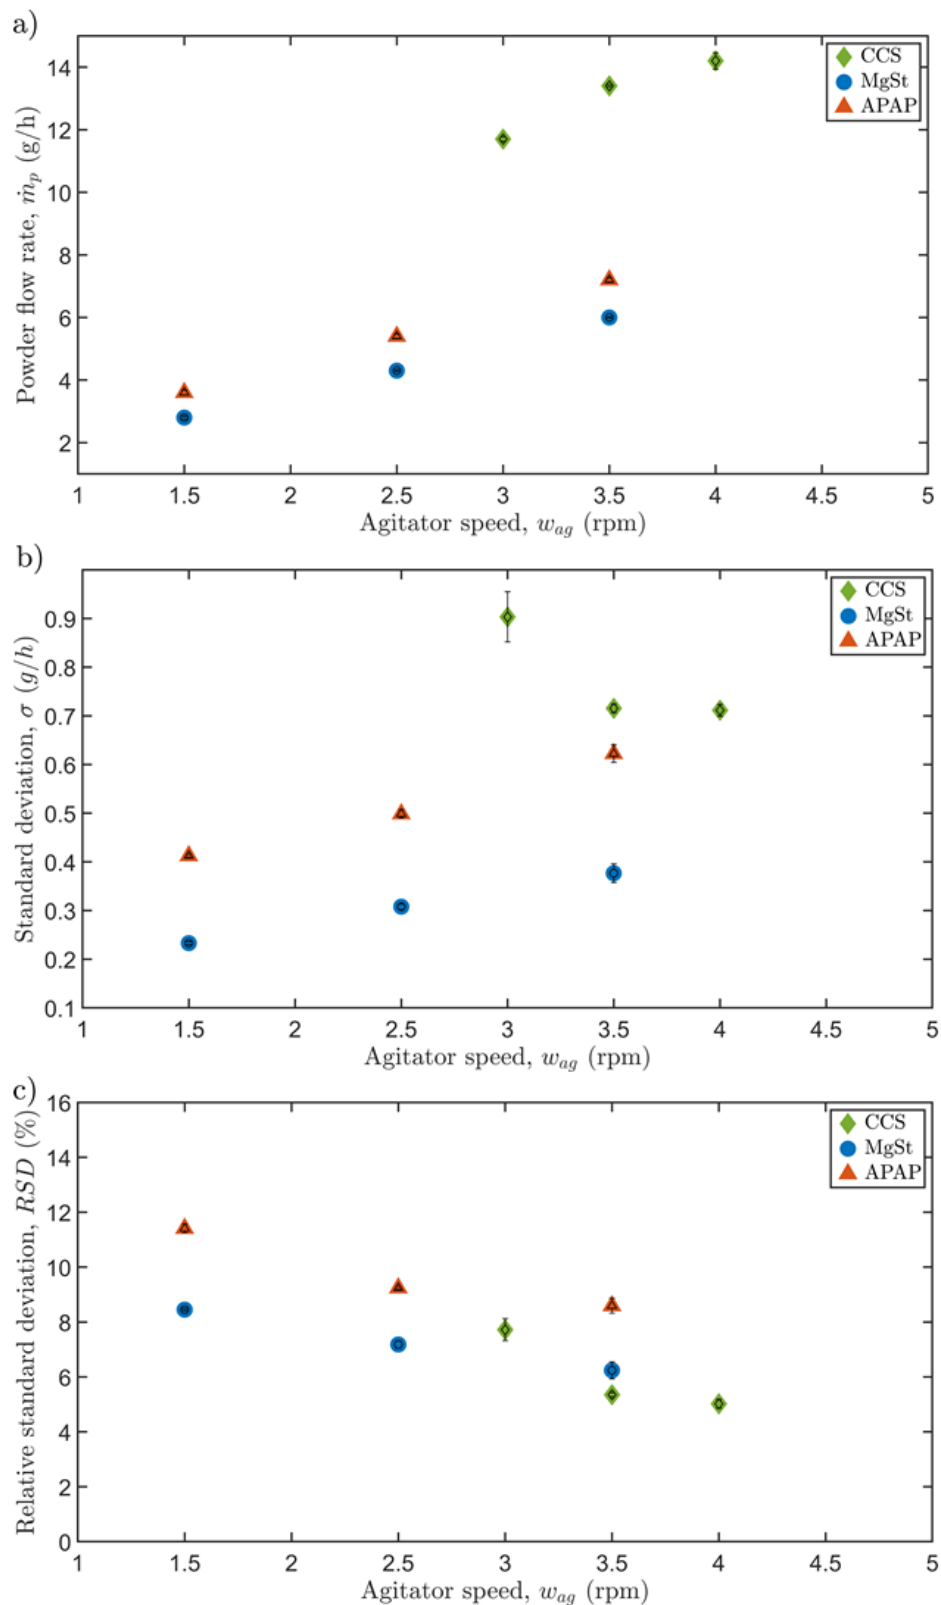 a)
14
12
10
8
6
4
2
Powder flow rate, ṁₚ (g/h)
CCS
MgSt
APAP
1 1.5 2 2.5 3 3.5 4 4.5 5
Agitator speed, w_ag (rpm)
b)
0.9
0.8
0.7
0.6
0.5
0.4
0.3
0.2
0.1
Standard deviation, σ (g/h)
CCS
MgSt
APAP
1 1.5 2 2.5 3 3.5 4 4.5 5
Agitator speed, w_ag (rpm)
c)
16
14
12
10
8
6
4
2
0
Relative standard deviation, RSD (%)
CCS
MgSt
APAP
1 1.5 2 2.5 3 3.5 4 4.5 5
Agitator speed, w_ag (rpm)